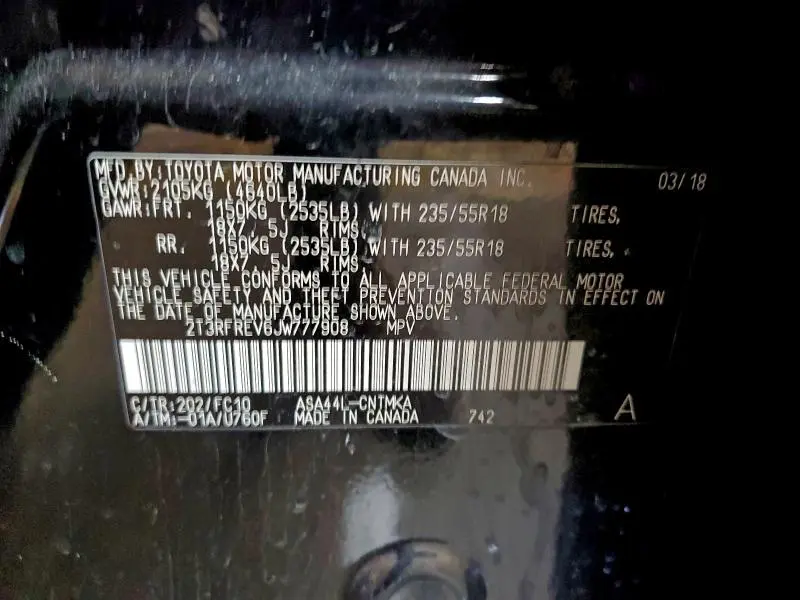 MFD.BY:TOYOTA MOTOR MANUFACTURING CANADA INC. 03/18
GVWR:2105KG (4640LB)
GAWR:FRT. 1150KG (2535LB) WITH 235/55R18 TIRES,
18X7.5J RIMS,
RR. 1150KG (2535LB) WITH 235/55R18 TIRES,
18X7.5J RIMS.
THIS VEHICLE CONFORMS TO ALL APPLICABLE FEDERAL MOTOR
VEHICLE SAFETY AND THEFT PREVENTION STANDARDS IN EFFECT ON
THE DATE OF MANUFACTURE SHOWN ABOVE.
2T3RFREV6JW777908 MPV
C/TR:202/FC10 ASA44L-CNTMKA
A/TM:-01A/U760F MADE IN CANADA 742 A